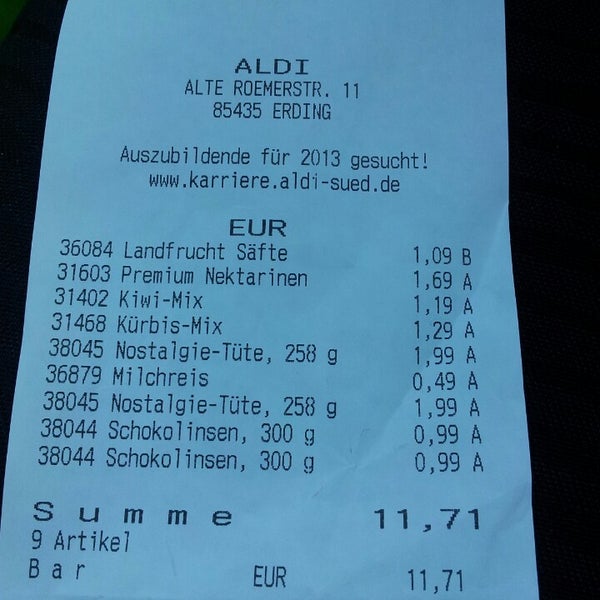 ALDI
ALTE ROEMERSTR. 11
85435 ERDING
Auszubildende für 2013 gesucht!
www.karriere.aldi-sued.de
EUR
36084 Landfrucht Säfte 1,09 B
31603 Premium Nektarinen 1,69 A
31402 Kiwi-Mix 1,19 A
31468 Kürbis-Mix 1,29 A
38045 Nostalgie-Tüte, 258 g 1,99 A
36879 Milchreis 0,49 A
38045 Nostalgie-Tüte, 258 g 1,99 A
38044 Schokolinsen, 300 g 0,99 A
38044 Schokolinsen, 300 g 0,99 A
Summe 11,71
9 Artikel
Bar EUR 11,71